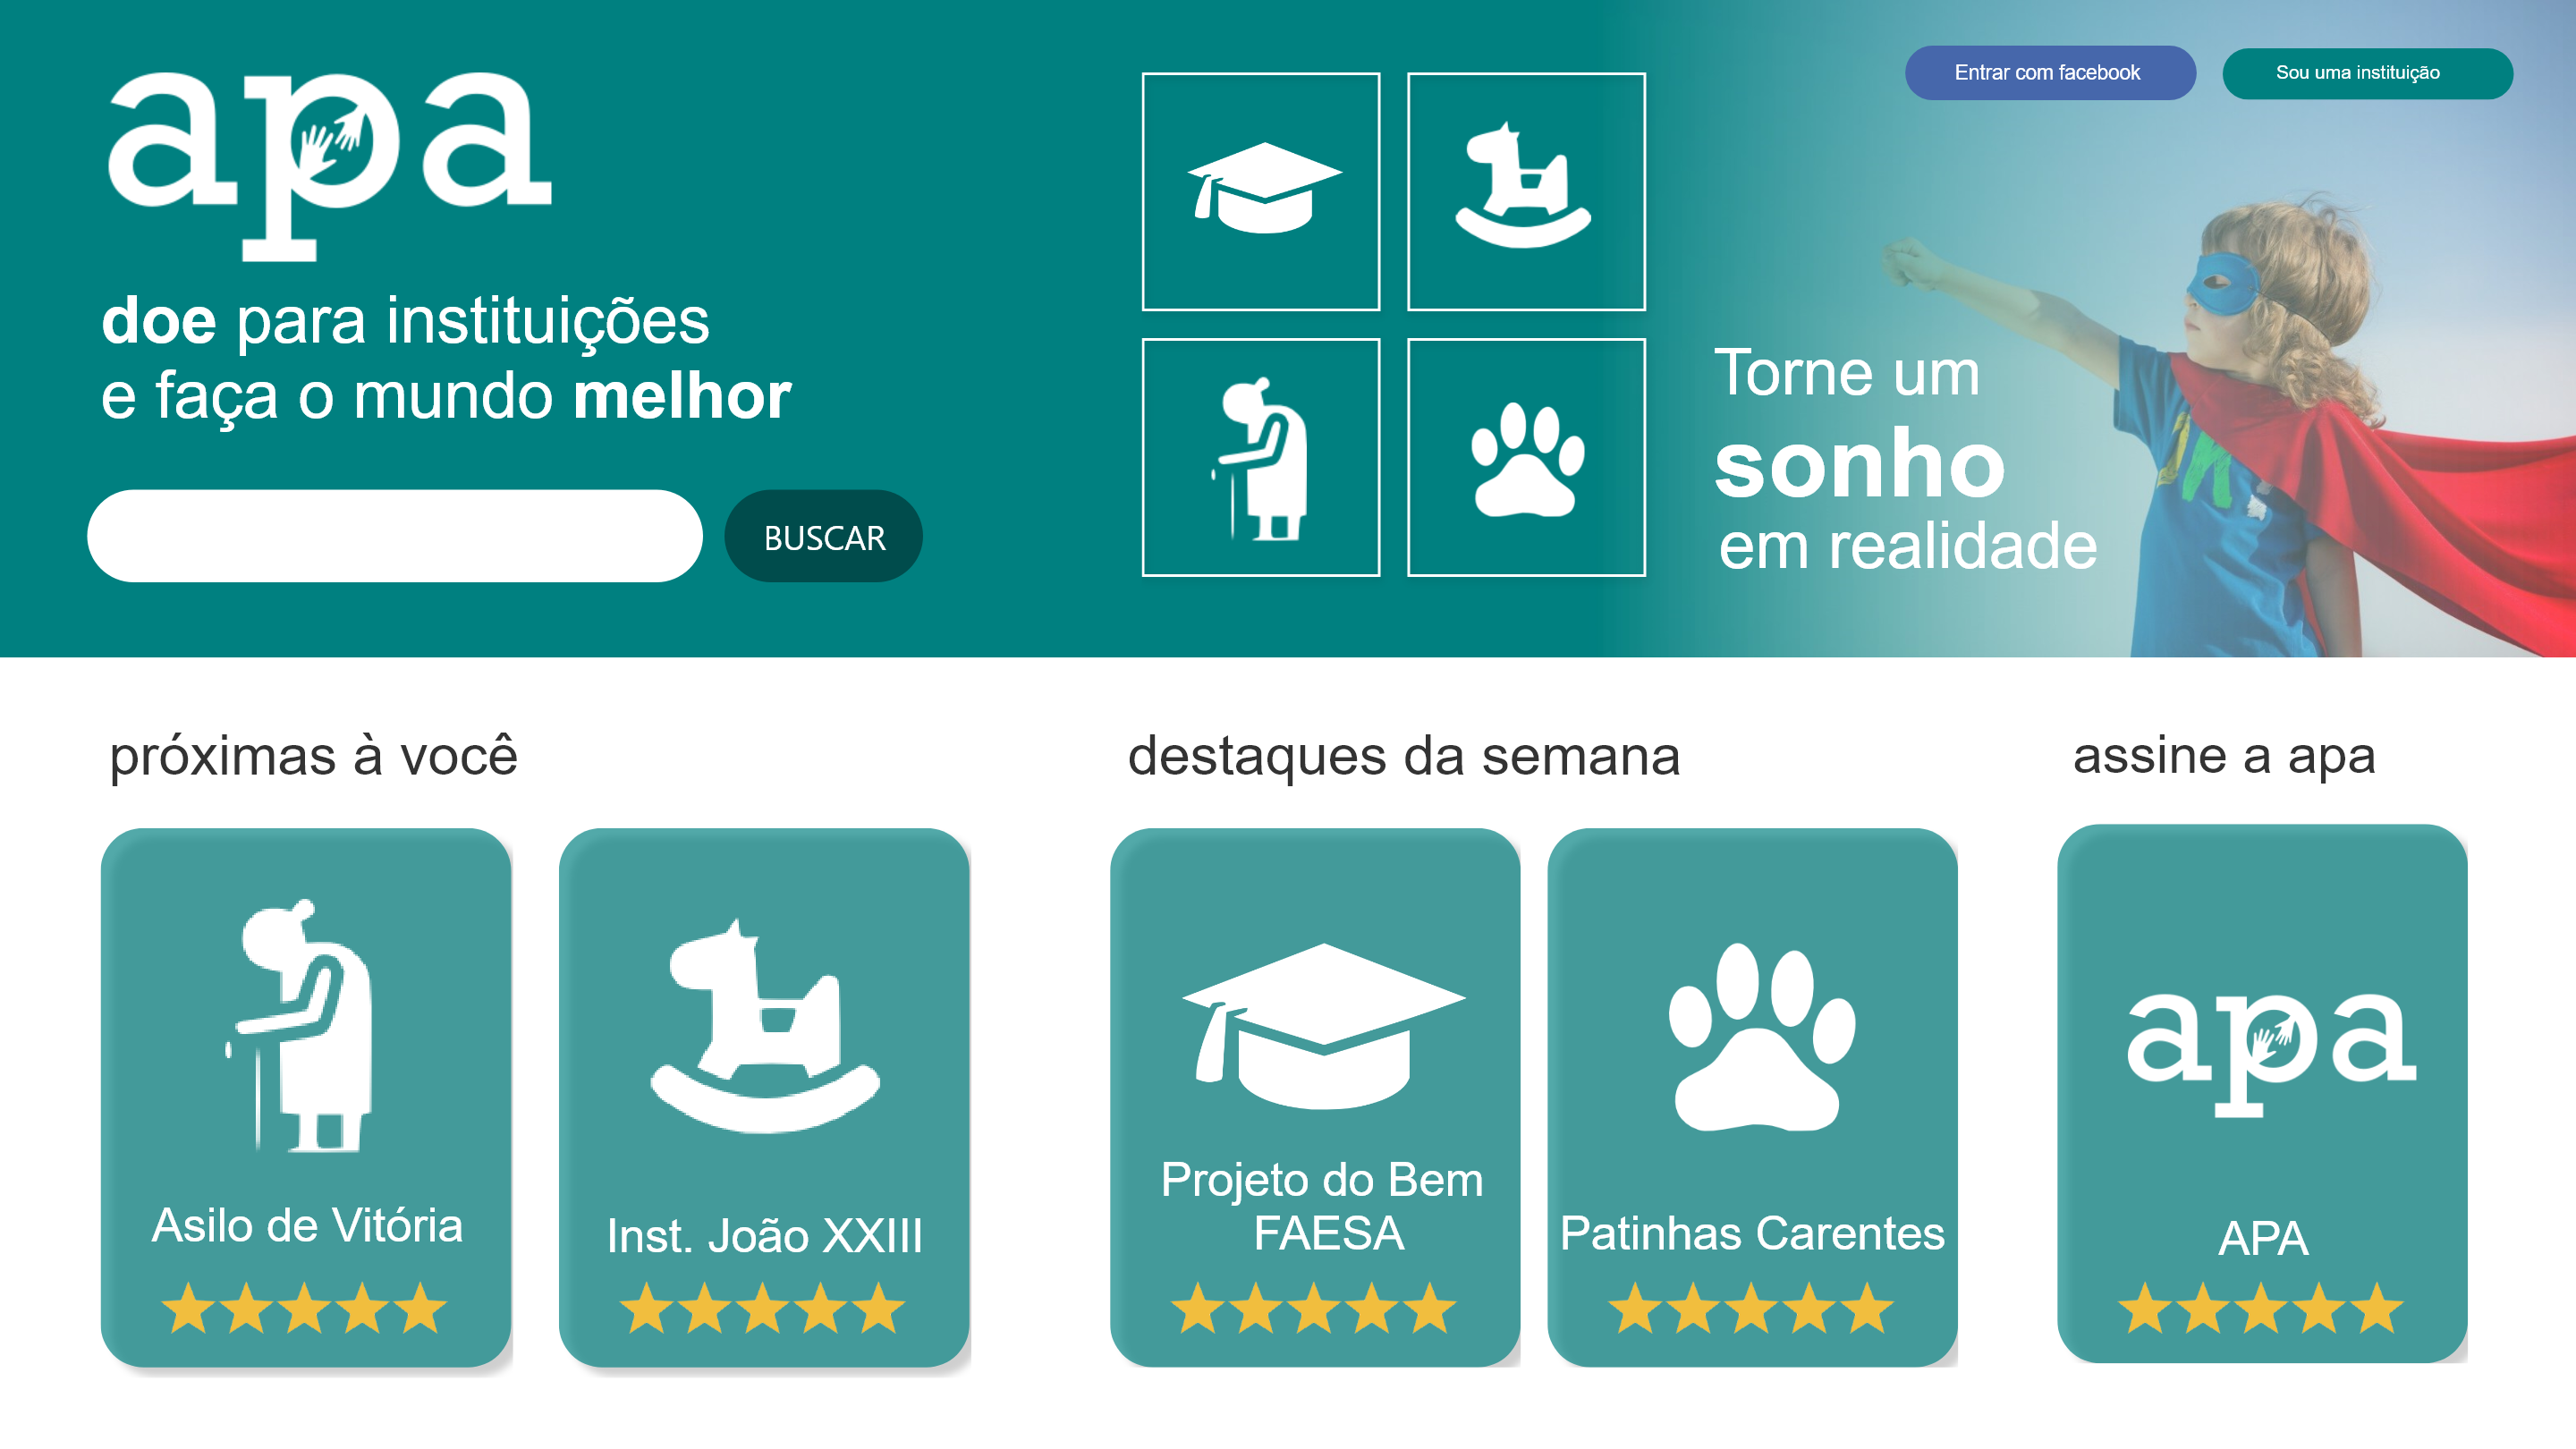 apa
doe para instituições
e faça o mundo melhor
BUSCAR
Entrar com facebook
Sou uma instituição
Torne um
sonho
em realidade
próximas à você
Asilo de Vitória
Inst. João XXIII
destaques da semana
Projeto do Bem
FAESA
Patinhas Carentes
assine a apa
apa
APA